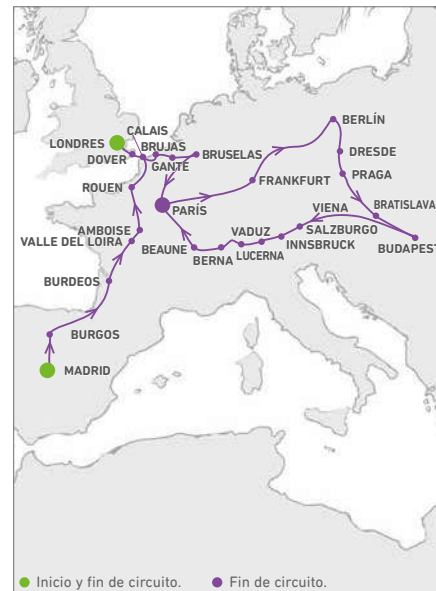 BERLÍN
CALAIS
LONDRES
BRUJAS
DOVER
BRUSELAS
DRESDE
GANTE
PRAGA
ROUEN
FRANKFURT
PARÍS
VIENA
BRATISLAVA
AMBOISE
VADUZ
SALZBURGO
VALLE DEL LOIRA
BEAUNE
BERNA
LUCERNA
INNSBRUCK
BUDAPEST
BURDEOS
BURGOS
MADRID
Inicio y fin de circuito.
Fin de circuito.